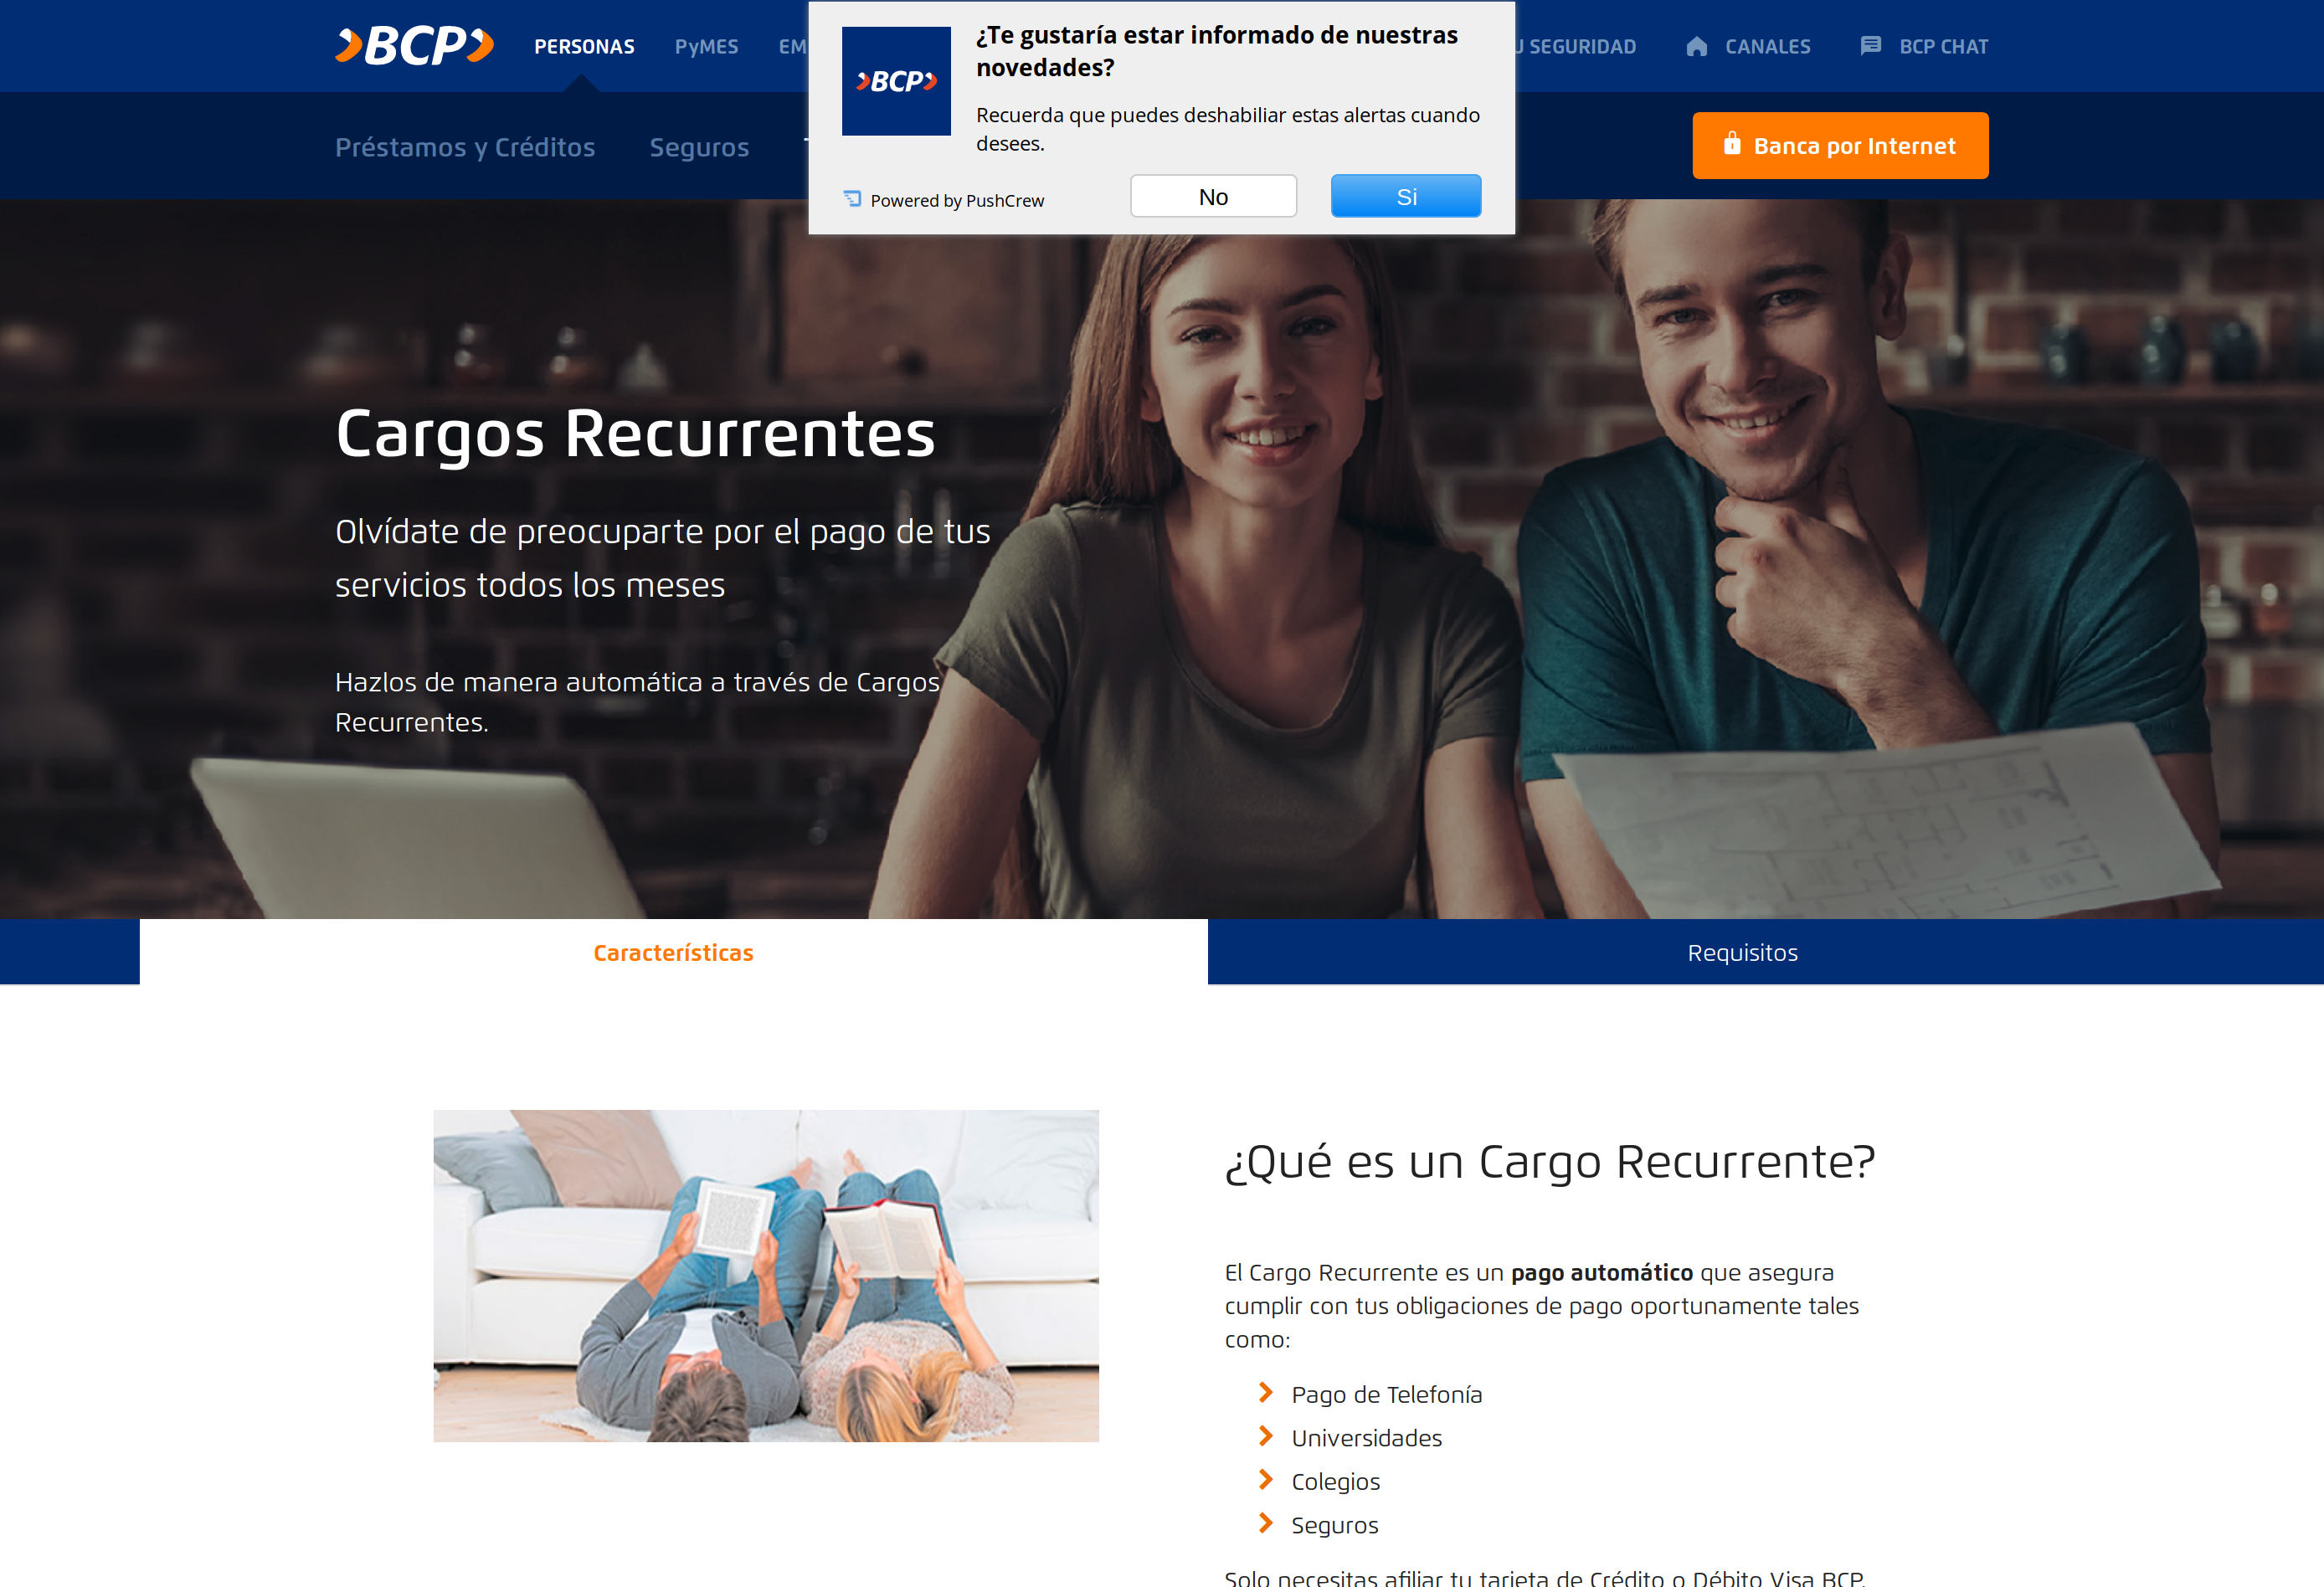 BCP
PERSONAS
PyMES
EM
SEGURIDAD
CANALES
BCP CHAT
Préstamos y Créditos
Seguros
Banca por Internet
BCP
¿Te gustaría estar informado de nuestras
novedades?
Recuerda que puedes deshabiliar estas alertas cuando
desees.
Powered by PushCrew
No
Si
Cargos Recurrentes
Olvídate de preocuparte por el pago de tus
servicios todos los meses
Hazlos de manera automática a través de Cargos
Recurrentes.
Características
Requisitos
¿Qué es un Cargo Recurrente?
El Cargo Recurrente es un pago automático que asegura
cumplir con tus obligaciones de pago oportunamente tales
como:
Pago de Telefonía
Universidades
Colegios
Seguros
Solo necesitas afiliar tu tarjeta de Crédito o Débito Visa BCP.